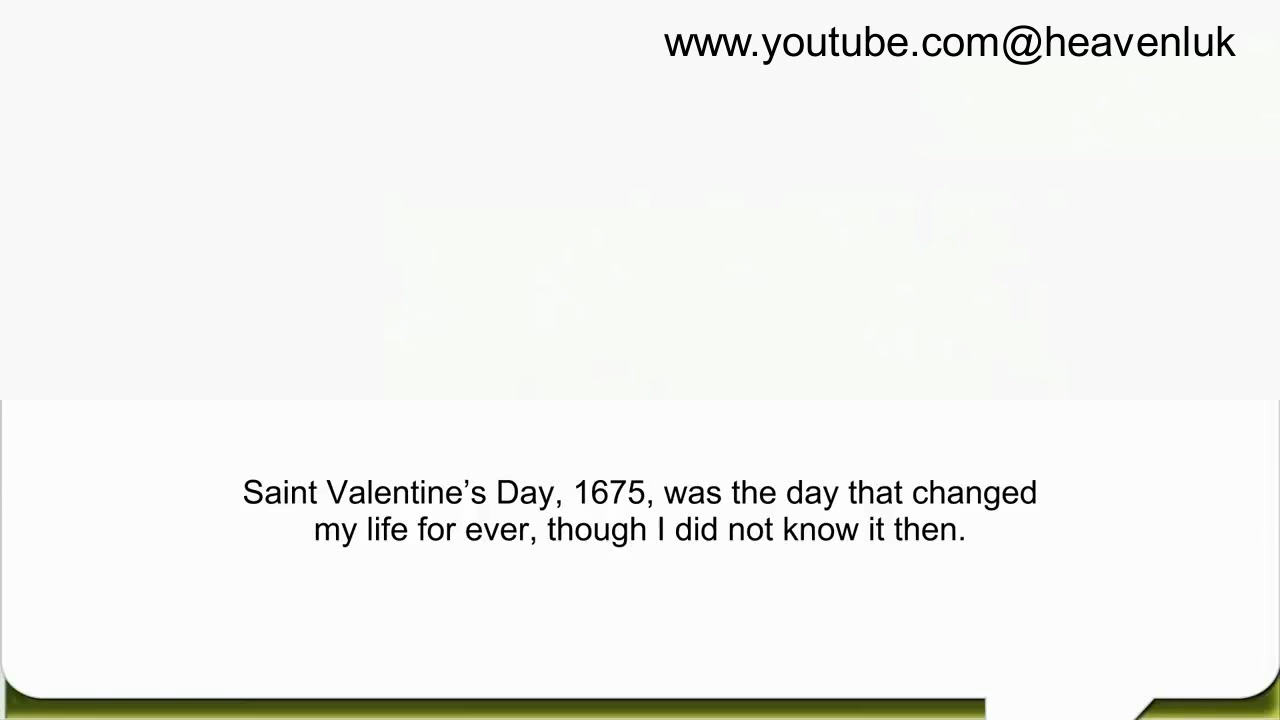 www.youtube.com@heavenluk
Saint Valentine’s Day, 1675, was the day that changed
my life for ever, though I did not know it then.